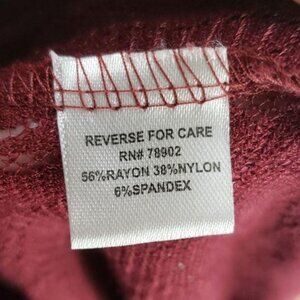 REVERSE FOR CARE
RN# 78902
56%RAYON 38%NYLON
6%SPANDEX